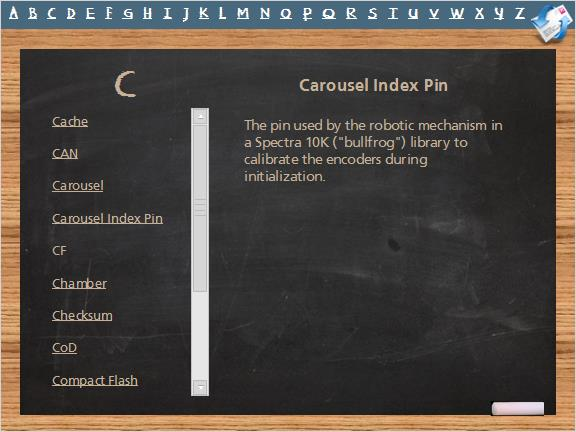 A B C D E F G H I J K L M N O P Q R S T U V W X Y Z
C
Cache
CAN
Carousel
Carousel Index Pin
CF
Chamber
Checksum
CoD
Compact Flash
Carousel Index Pin
The pin used by the robotic mechanism in
a Spectra 10K ("bullfrog") library to
calibrate the encoders during
initialization.